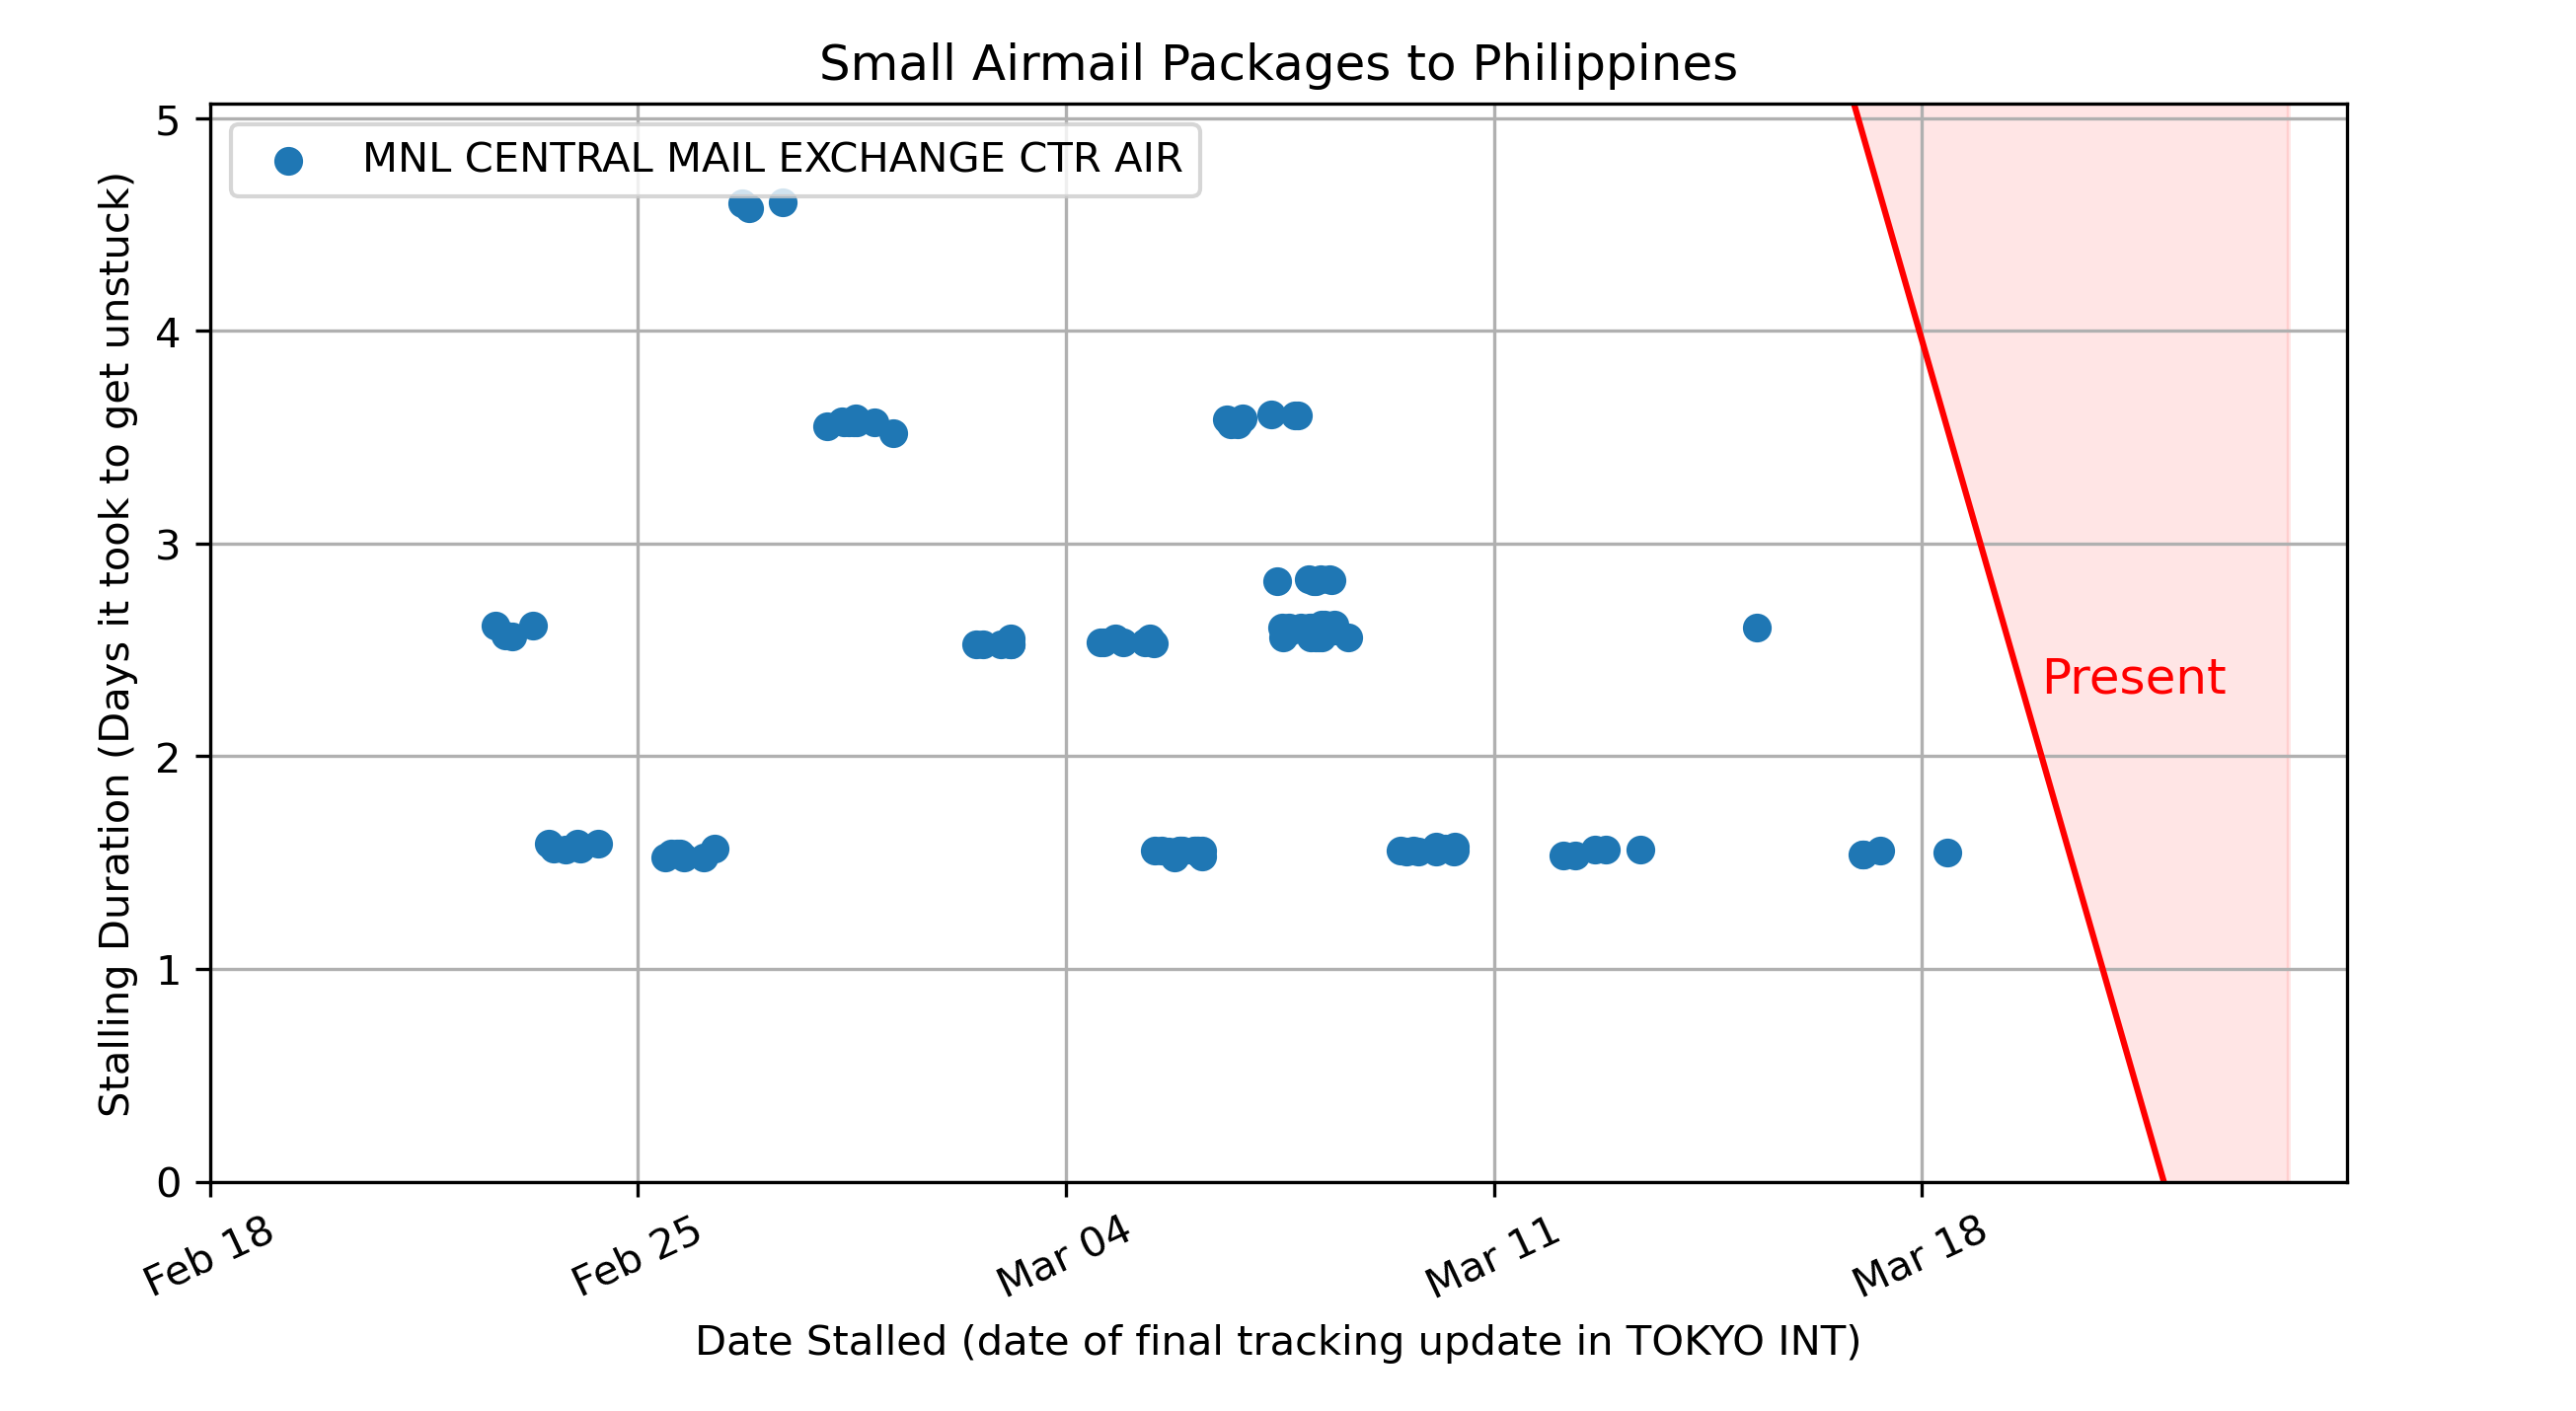 Small Airmail Packages to Philippines
MNL CENTRAL MAIL EXCHANGE CTR AIR
Stalling Duration (Days it took to get unstuck)
5
4
3
2
1
0
Present
Feb 18
Feb 25
Mar 04
Mar 11
Mar 18
Date Stalled (date of final tracking update in TOKYO INT)